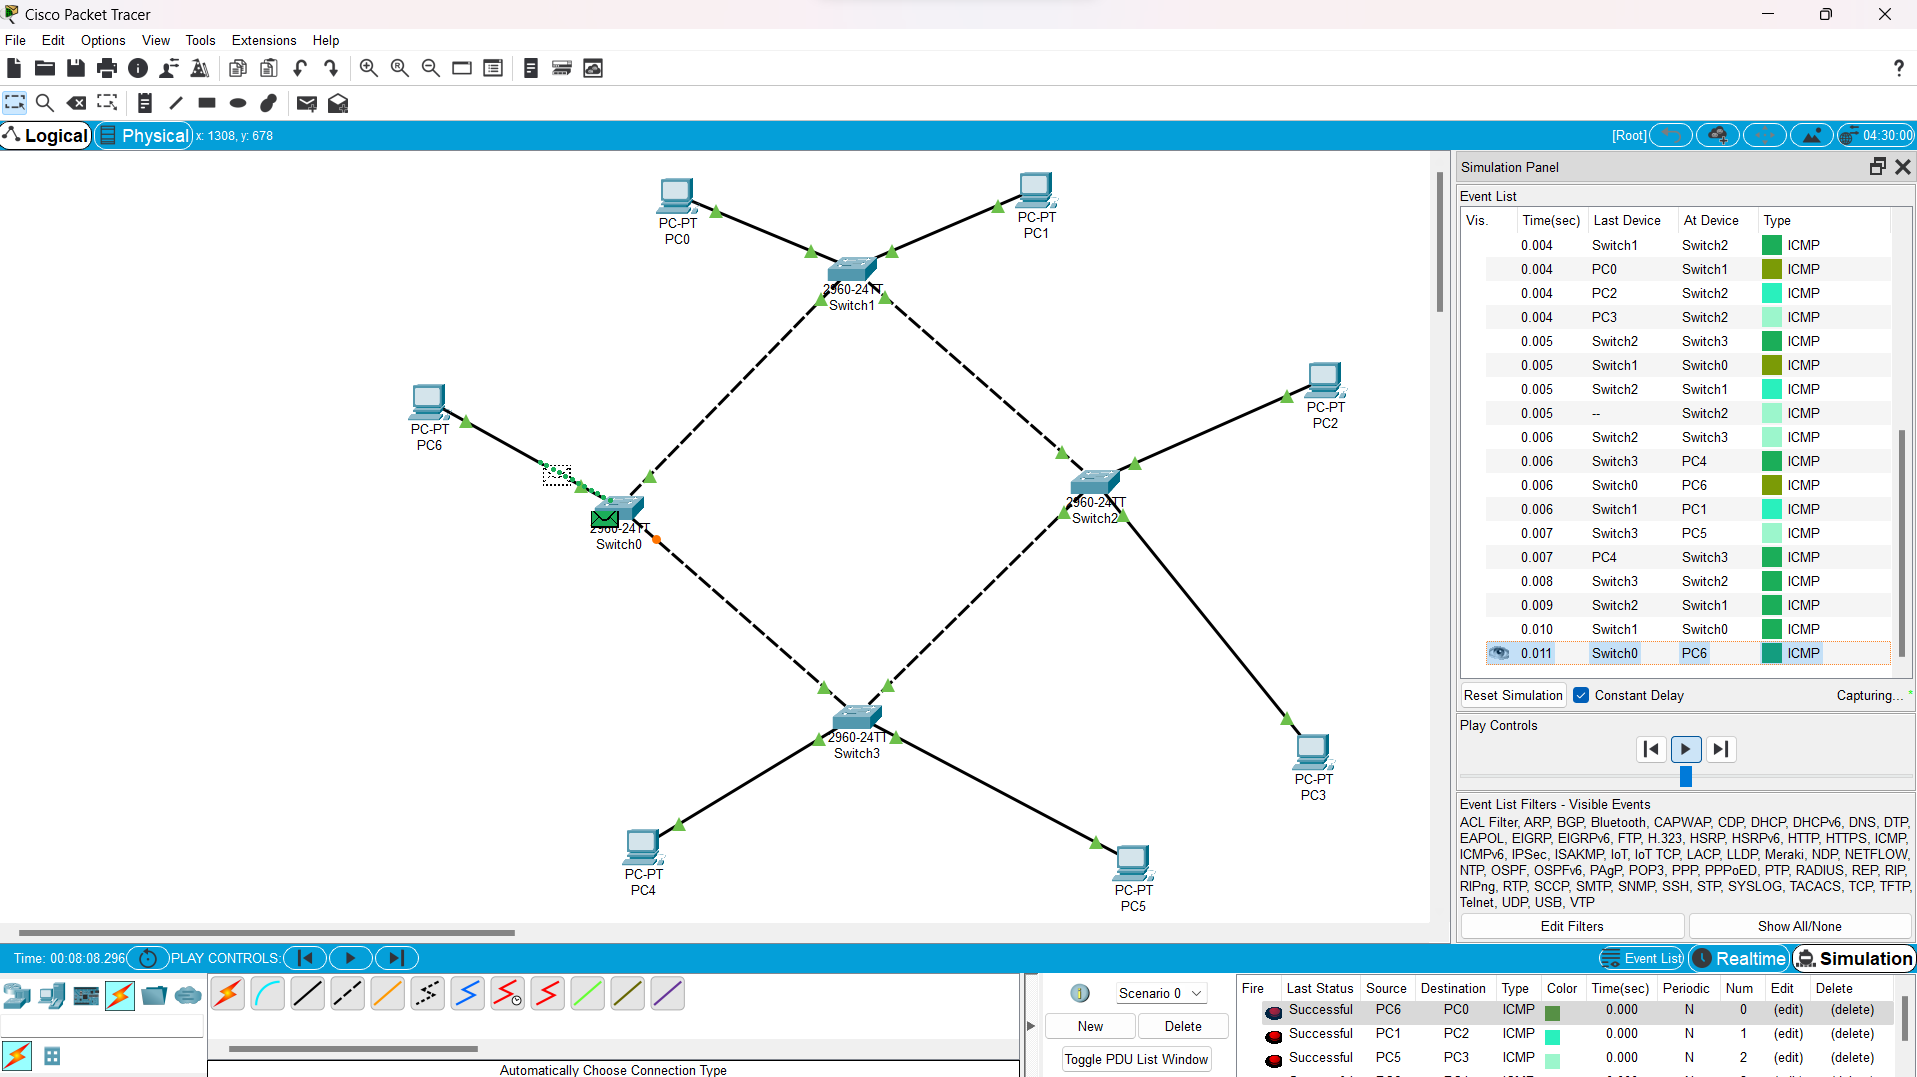 Cisco Packet Tracer
File Edit Options View Tools Extensions Help
Logical Physical x: 1308, y: 678 [Root] 04:30:00
PC-PT
PC0
PC-PT
PC1
2960-24TT
Switch1
PC-PT
PC2
PC-PT
PC6
2960-24TT
Switch2
2960-24TT
Switch0
2960-24TT
Switch3
PC-PT
PC3
PC-PT
PC4
PC-PT
PC5
Simulation Panel
Event List
Vis. Time(sec) Last Device At Device Type
0.004 Switch1 Switch2 ICMP
0.004 PC0 Switch1 ICMP
0.004 PC2 Switch2 ICMP
0.004 PC3 Switch2 ICMP
0.005 Switch2 Switch3 ICMP
0.005 Switch1 Switch0 ICMP
0.005 Switch2 Switch1 ICMP
0.005 -- Switch2 ICMP
0.006 Switch2 Switch3 ICMP
0.006 Switch3 PC4 ICMP
0.006 Switch0 PC6 ICMP
0.006 Switch1 PC1 ICMP
0.007 Switch3 PC5 ICMP
0.007 PC4 Switch3 ICMP
0.008 Switch3 Switch2 ICMP
0.009 Switch2 Switch1 ICMP
0.010 Switch1 Switch0 ICMP
0.011 Switch0 PC6 ICMP
Reset Simulation Constant Delay Capturing... *
Play Controls
Event List Filters - Visible Events
ACL Filter, ARP, BGP, Bluetooth, CAPWAP, CDP, DHCP, DHCPv6, DNS, DTP,
EAPOL, EIGRP, EIGRPv6, FTP, H.323, HSRP, HSRPv6, HTTP, HTTPS, ICMP,
ICMPv6, IPSec, ISAKMP, IoT, IoT TCP, LACP, LLDP, Meraki, NDP, NETFLOW,
NTP, OSPF, OSPFv6, PAgP, POP3, PPP, PPPoED, PTP, RADIUS, REP, RIP,
RIPng, RTP, SCCP, SMTP, SNMP, SSH, STP, SYSLOG, TACACS, TCP, TFTP,
Telnet, UDP, USB, VTP
Edit Filters Show All/None
Time: 00:08:08.296 PLAY CONTROLS: Event List Realtime Simulation
Automatically Choose Connection Type
Scenario 0
New Delete
Toggle PDU List Window
Fire Last Status Source Destination Type Color Time(sec) Periodic Num Edit Delete
Successful PC6 PC0 ICMP 0.000 N 0 (edit) (delete)
Successful PC1 PC2 ICMP 0.000 N 1 (edit) (delete)
Successful PC5 PC3 ICMP 0.000 N 2 (edit) (delete)